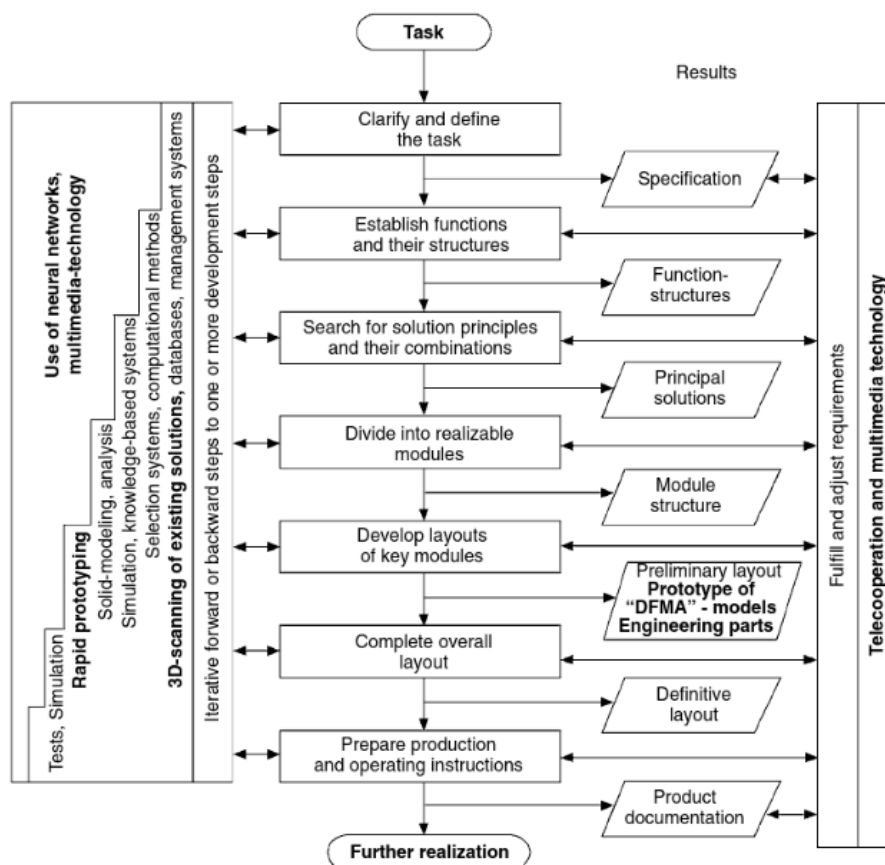 Task
Results
Clarify and define
the task
Specification
Establish functions
and their structures
Function-
structures
Search for solution principles
and their combinations
Principal
solutions
Divide into realizable
modules
Module
structure
Develop layouts
of key modules
Preliminary layout
Prototype of
“DFMA” - models
Engineering parts
Complete overall
layout
Definitive
layout
Prepare production
and operating instructions
Product
documentation
Further realization
Use of neural networks,
multimedia-technology
Tests, Simulation
Rapid prototyping
Solid-modeling, analysis
Simulation, knowledge-based systems
Selection systems, computational methods
3D-scanning of existing solutions, databases, management systems
Iterative forward or backward steps to one or more development steps
Fulfill and adjust requirements
Telecooperation and multimedia technology